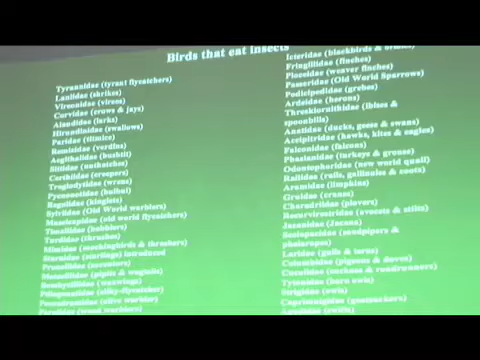 Birds that eat insects
Tyrannidae (tyrant flycatchers)
Laniidae (shrikes)
Vireonidae (vireos)
Corvidae (crows & jays)
Alaudidae (larks)
Hirundinidae (swallows)
Paridae (titmice)
Remizidae (verdins)
Aegithalidae (bushtit)
Sittidae (nuthatches)
Certhidae (creepers)
Troglodytidae (wrens)
Pycnonotidae (bulbul)
Regulidae (kinglets)
Sylviidae (Old World warblers)
Muscicapidae (old world flycatchers)
Timaliidae (babblers)
Turdidae (thrushes)
Mimidae (mockingbirds & thrashers)
Sturnidae (starlings) introduced
Prunellidae (accentors)
Motacillidae (pipits & wagtails)
Bombycillidae (waxwings)
Ptilogonatidae (silky-flycatcher)
Peucedramidae (olive warbler)
Parulidae (wood warblers)
Icteridae (blackbirds &
Fringillidae (finches)
Ploceidae (weaver finches)
Passeridae (Old World Sparrows)
Podicipedidae (grebes)
Ardeidae (herons)
Threskiornithidae (ibises &
spoonbills)
Anatidae (ducks, geese & swans)
Accipitridae (hawks, kites & eagles)
Falconidae (falcons)
Phasianidae (turkeys & grouse)
Odontophoridae (new world quail)
Rallidae (rails, gallinules & coots)
Aramidae (limpkins)
Gruidae (cranes)
Charadriidae (plovers)
Recurvirostridae (avocets & stilts)
Jacanidae (Jacana)
Scolopacidae (sandpipers &
phalaropes)
Laridae (gulls & terns)
Columbidae (pigeons & doves)
Cuculidae (cuckoos & roadrunners)
Tytonidae (barn owls)
Strigidae (owls)
Caprimulgidae (goatsuckers)